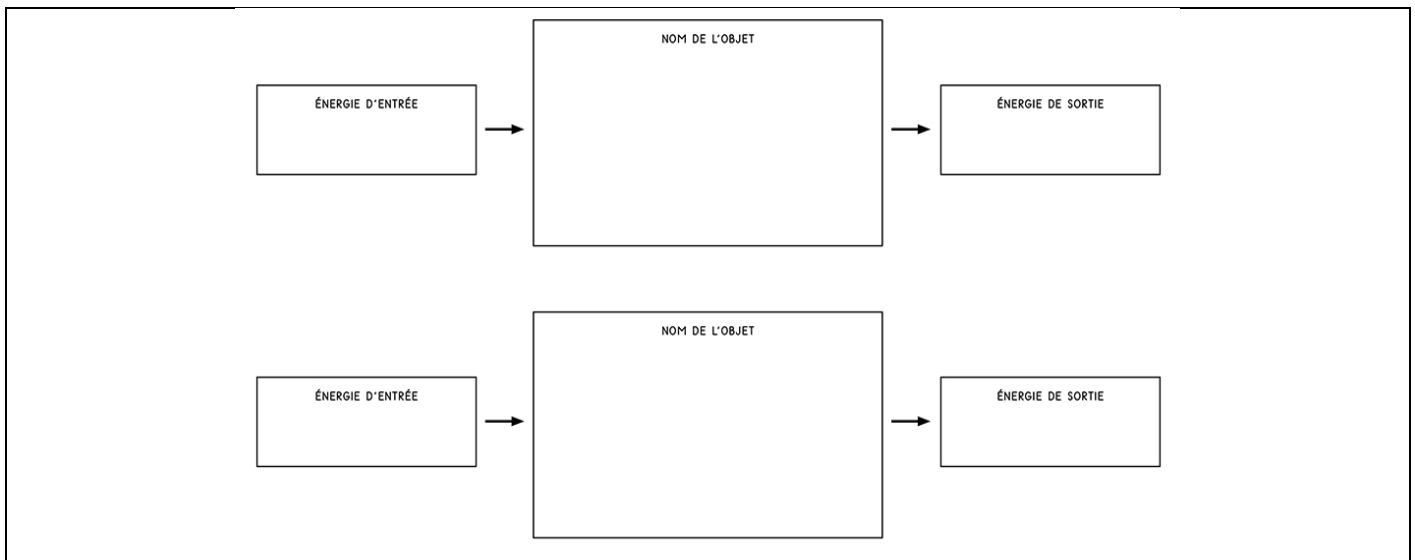 NOM DE L'OBJET
ÉNERGIE D'ENTRÉE
ÉNERGIE DE SORTIE
NOM DE L'OBJET
ÉNERGIE D'ENTRÉE
ÉNERGIE DE SORTIE